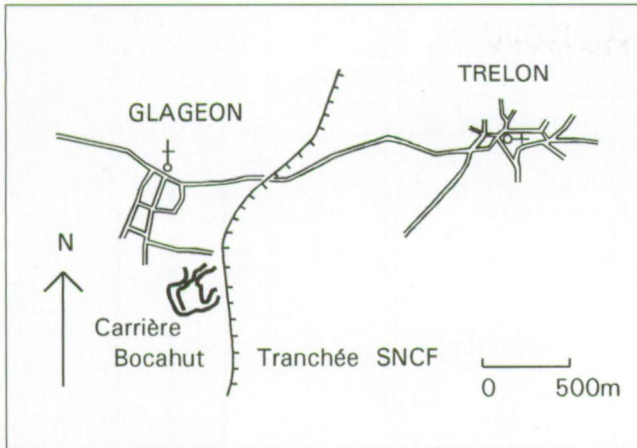 TRELON
GLAGEON
N
Carrière
Bocahut
Tranchée SNCF
0 500m